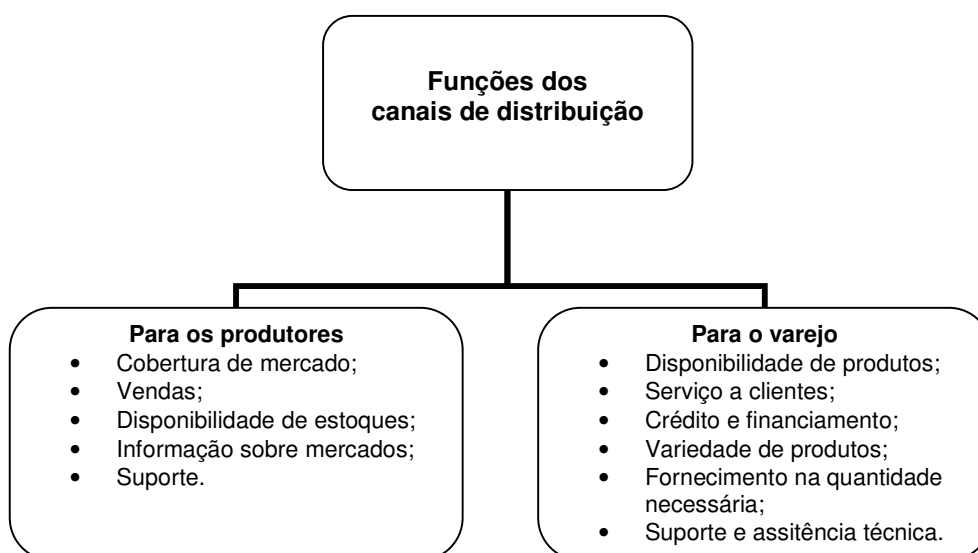 Funções dos
canais de distribuição
Para os produtores
• Cobertura de mercado;
• Vendas;
• Disponibilidade de estoques;
• Informação sobre mercados;
• Suporte.
Para o varejo
• Disponibilidade de produtos;
• Serviço a clientes;
• Crédito e financiamento;
• Variedade de produtos;
• Fornecimento na quantidade
necessária;
• Suporte e assitência técnica.